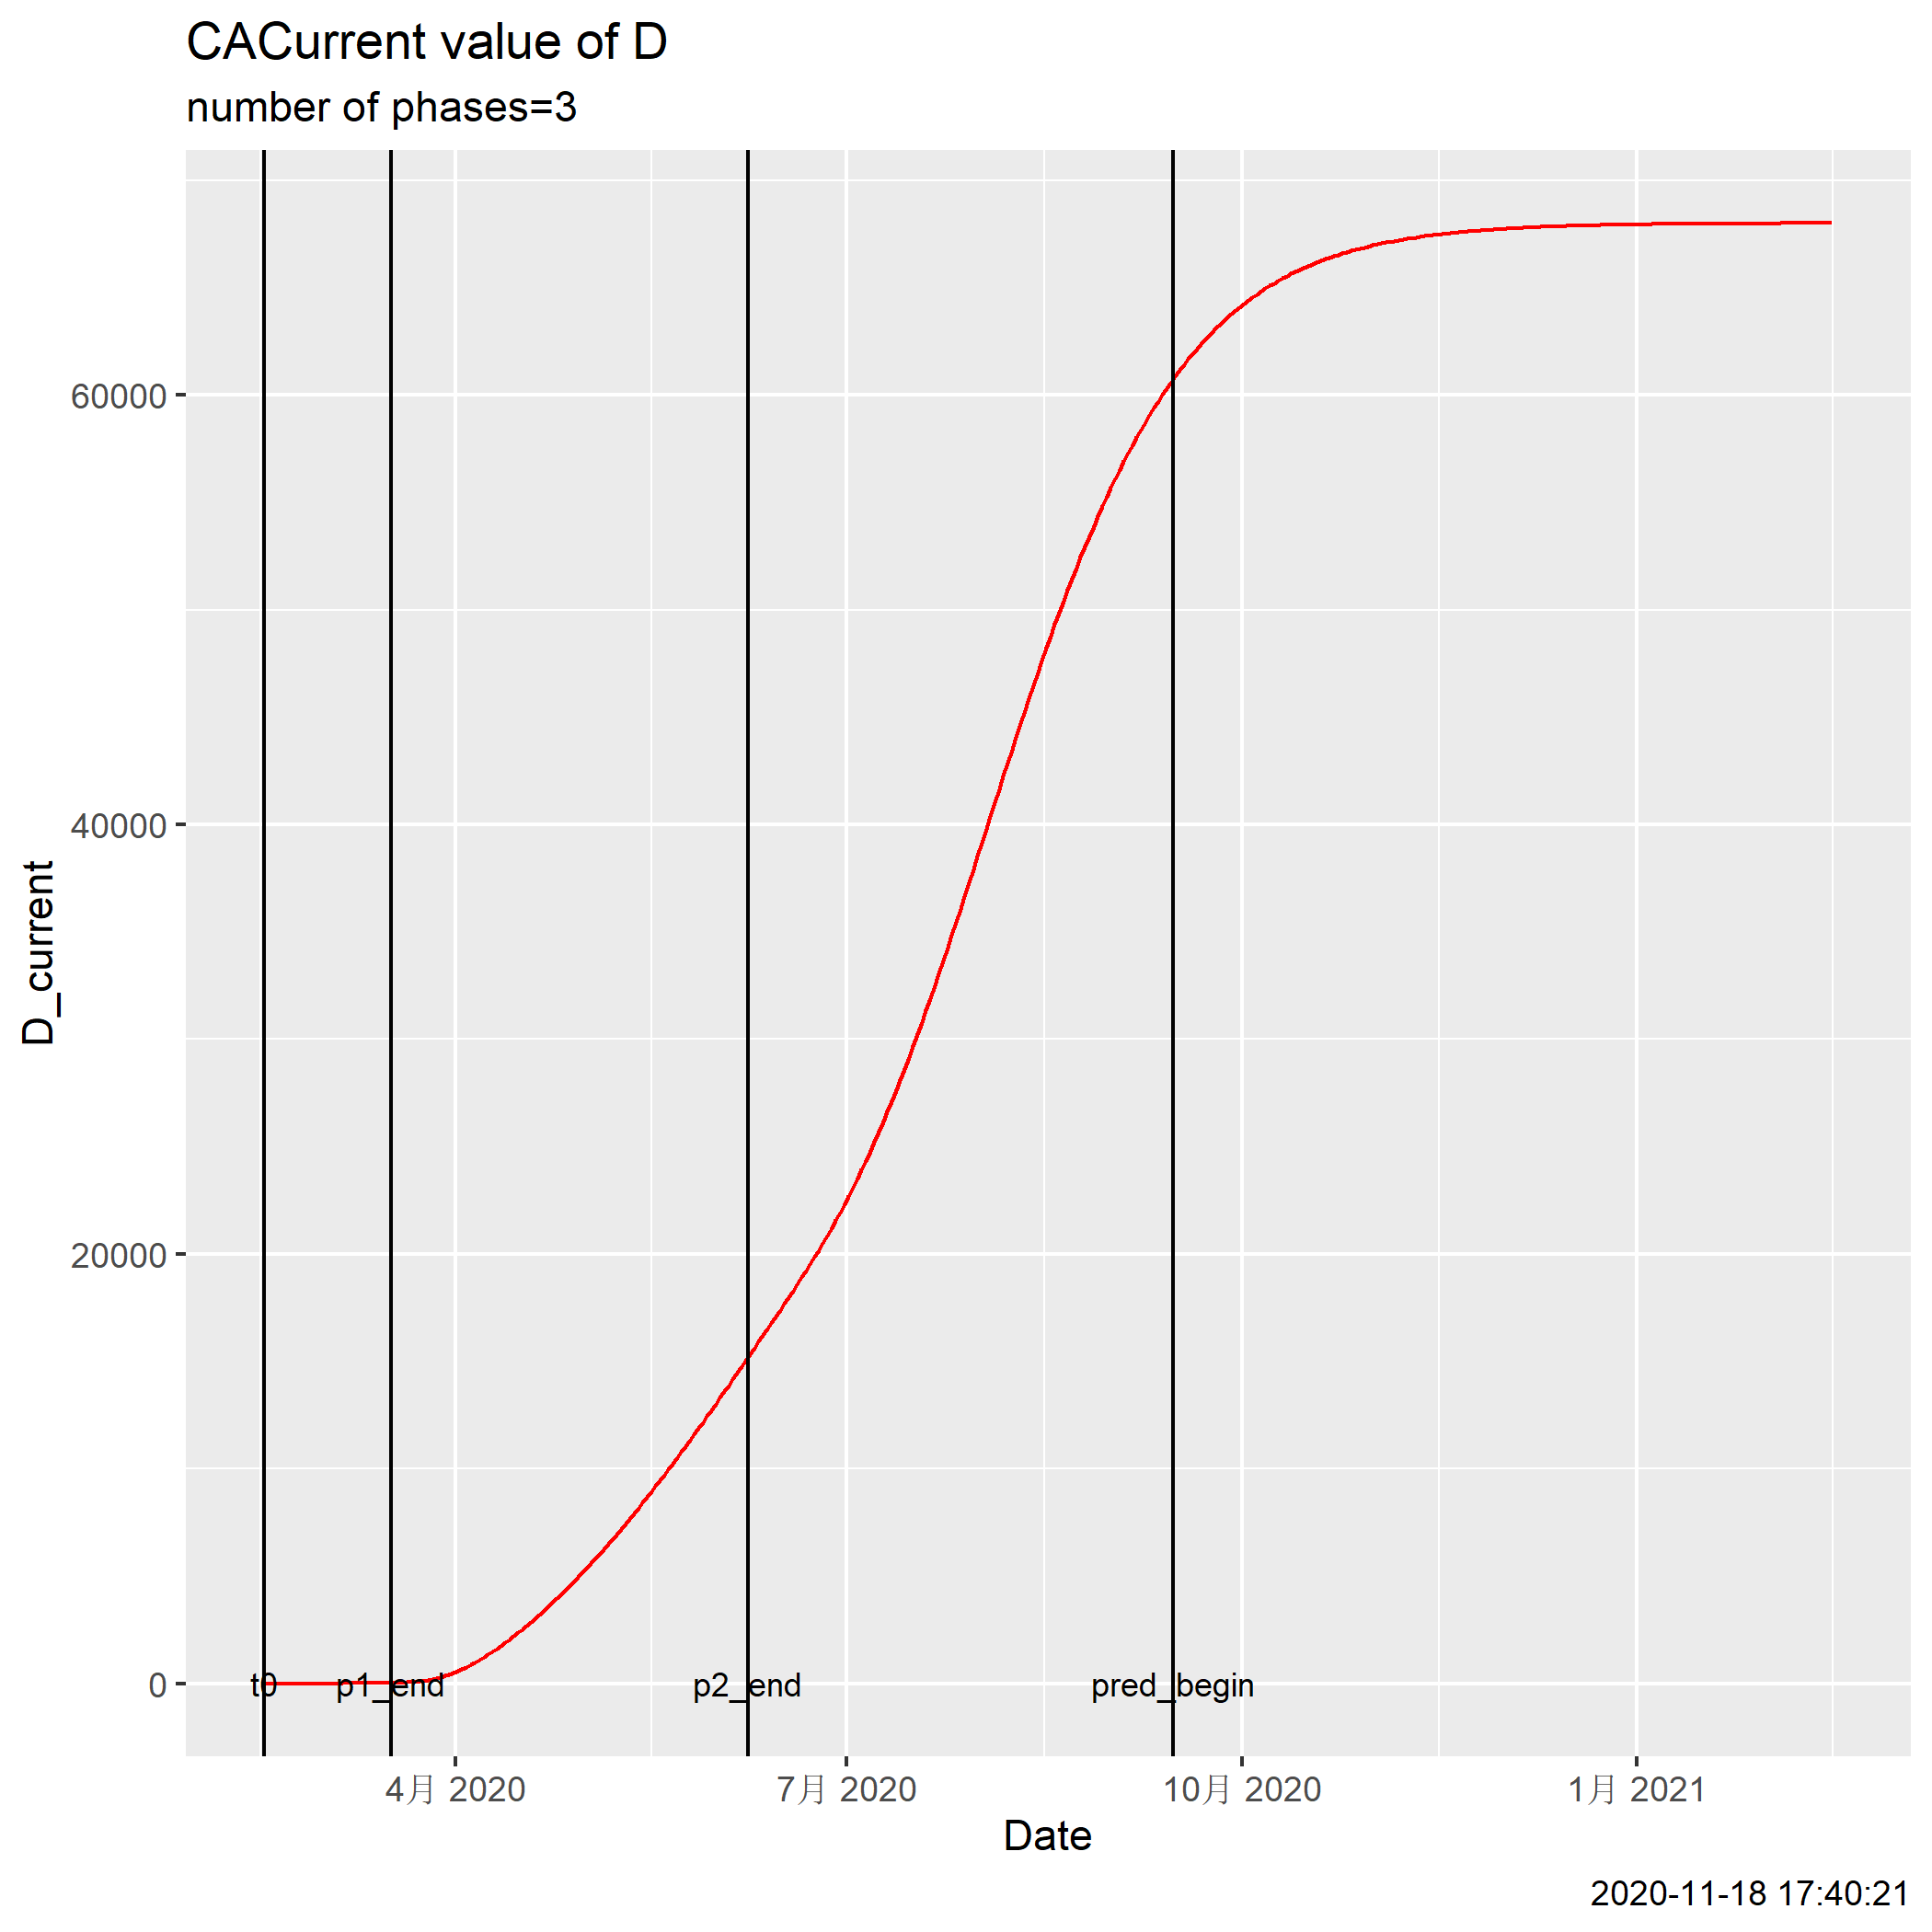 CACurrent value of D
number of phases=3
D_current
60000
40000
20000
0
t0 p1_end p2_end pred_begin
4月 2020 7月 2020 10月 2020 1月 2021
Date
2020-11-18 17:40:21